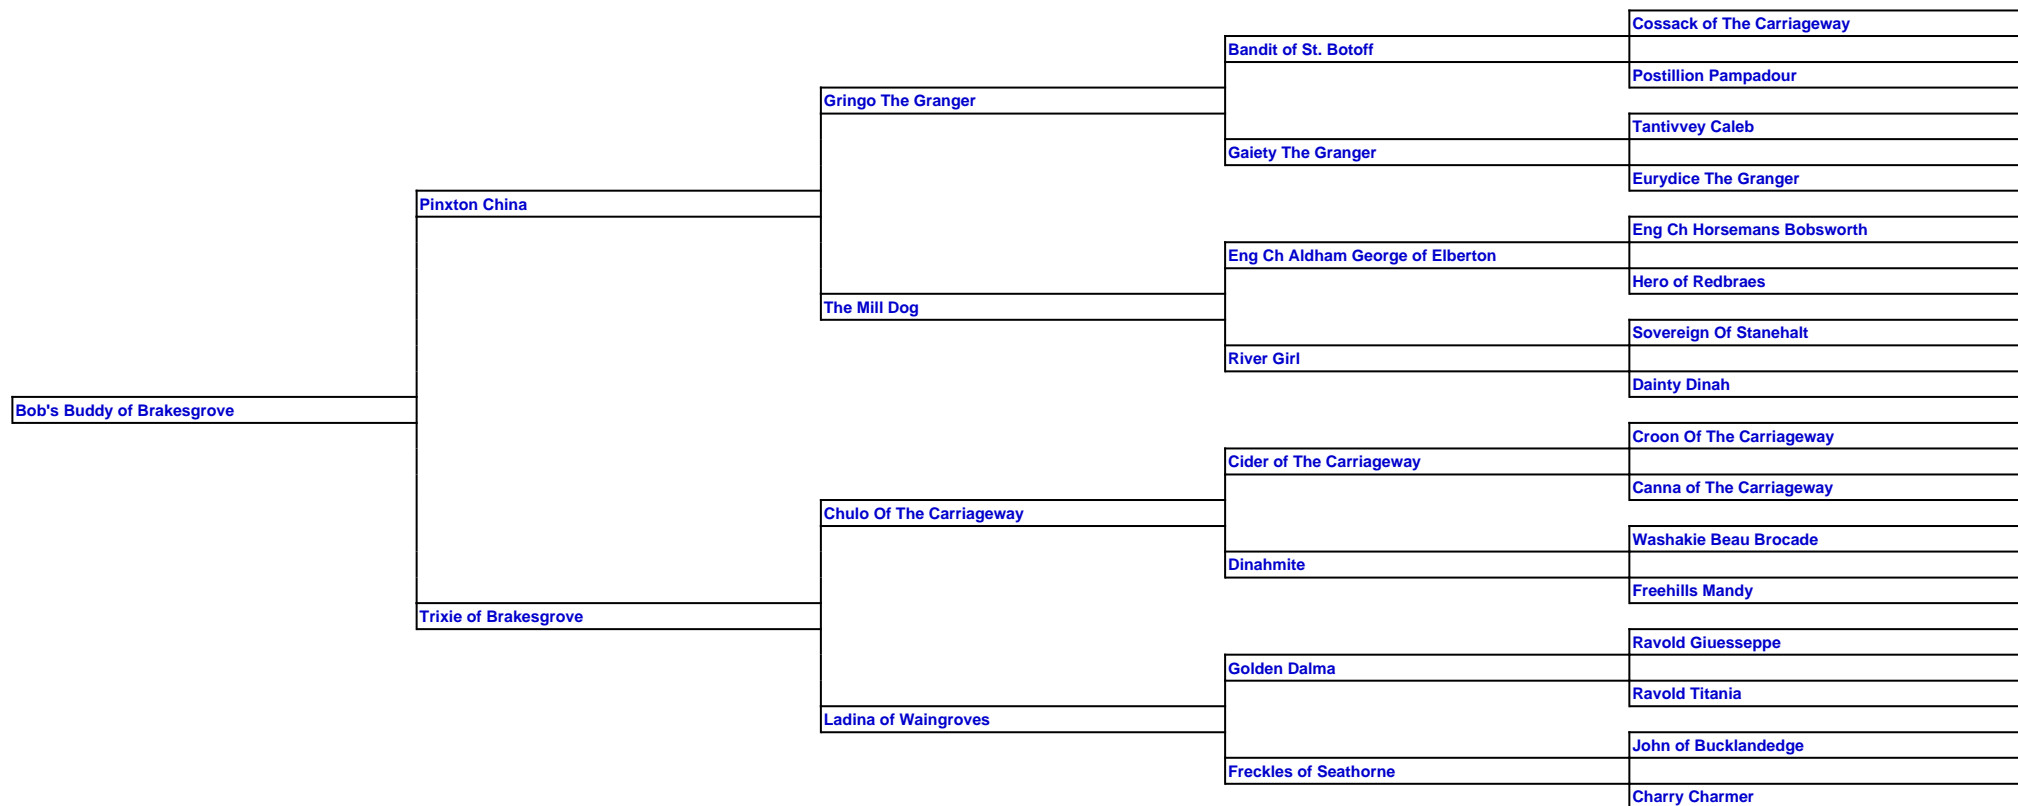 Cossack of The Carriageway
Bandit of St. Botoff
Postillion Pampadour
Gringo The Granger
Tantivvey Caleb
Gaiety The Granger
Eurydice The Granger
Pinxton China
Eng Ch Horsemans Bobsworth
Eng Ch Aldham George of Elberton
Hero of Redbraes
The Mill Dog
Sovereign Of Stanehalt
River Girl
Dainty Dinah
Bob's Buddy of Brakesgrove
Croon Of The Carriageway
Cider of The Carriageway
Canna of The Carriageway
Chulo Of The Carriageway
Washakie Beau Brocade
Dinahmite
Freehills Mandy
Trixie of Brakesgrove
Ravold Giuesseppe
Golden Dalma
Ravold Titania
Ladina of Waingroves
John of Bucklandedge
Freckles of Seathorne
Charry Charmer